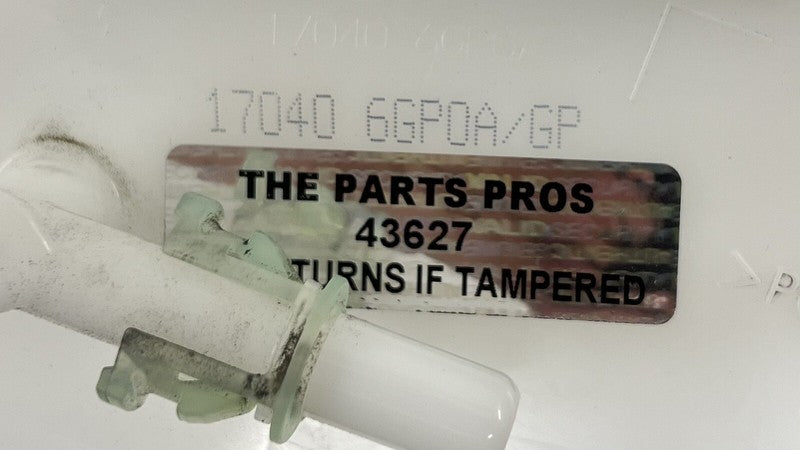 17040 6GP0A/GP
THE PARTS PROS
43627
TURNS IF TAMPERED